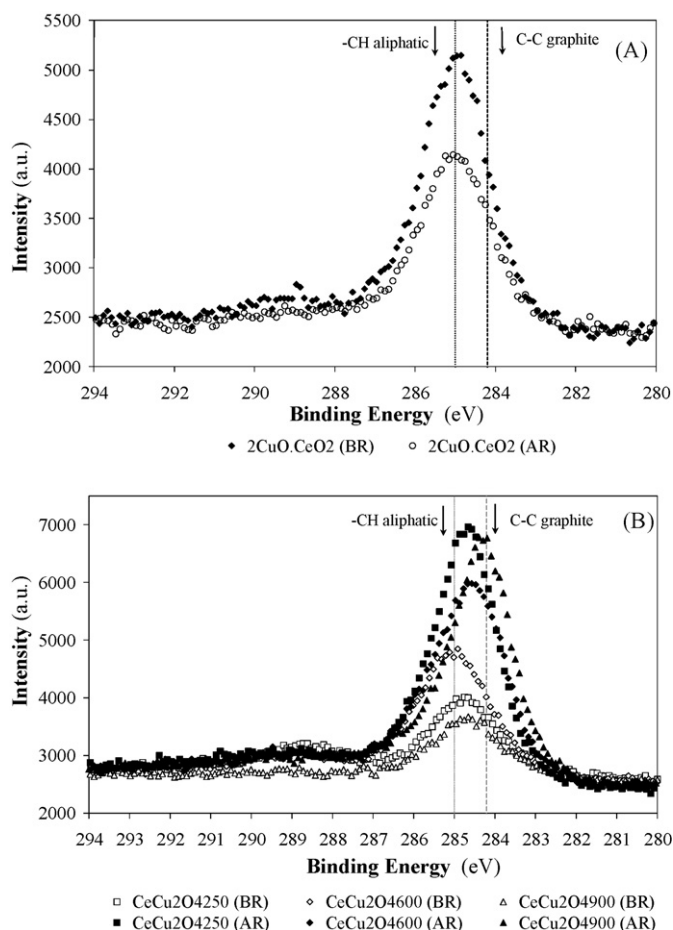 5500
5000
4500
4000
3500
3000
2500
2000
Intensity (a.u.)
-CH aliphatic
C-C graphite
(A)
294 292 290 288 286 284 282 280
Binding Energy (eV)
2CuO.CeO2 (BR) 2CuO.CeO2 (AR)
7000
6000
5000
4000
3000
2000
Intensity (a.u.)
-CH aliphatic
C-C graphite
(B)
294 293 292 291 290 289 288 287 286 285 284 283 282 281 280
Binding Energy (eV)
CeCu2O4250 (BR) CeCu2O4600 (BR) CeCu2O4900 (BR)
CeCu2O4250 (AR) CeCu2O4600 (AR) CeCu2O4900 (AR)